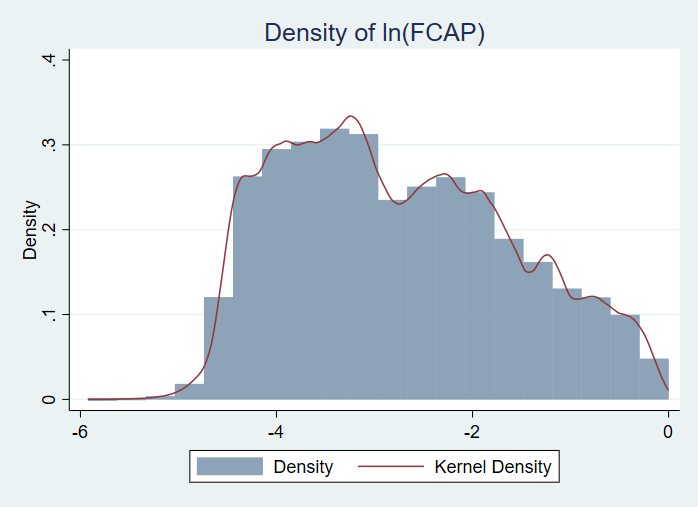 Density of ln(FCAP)
.4
.3
.2
.1
0
Density
-6
-4
-2
0
Density
Kernel Density